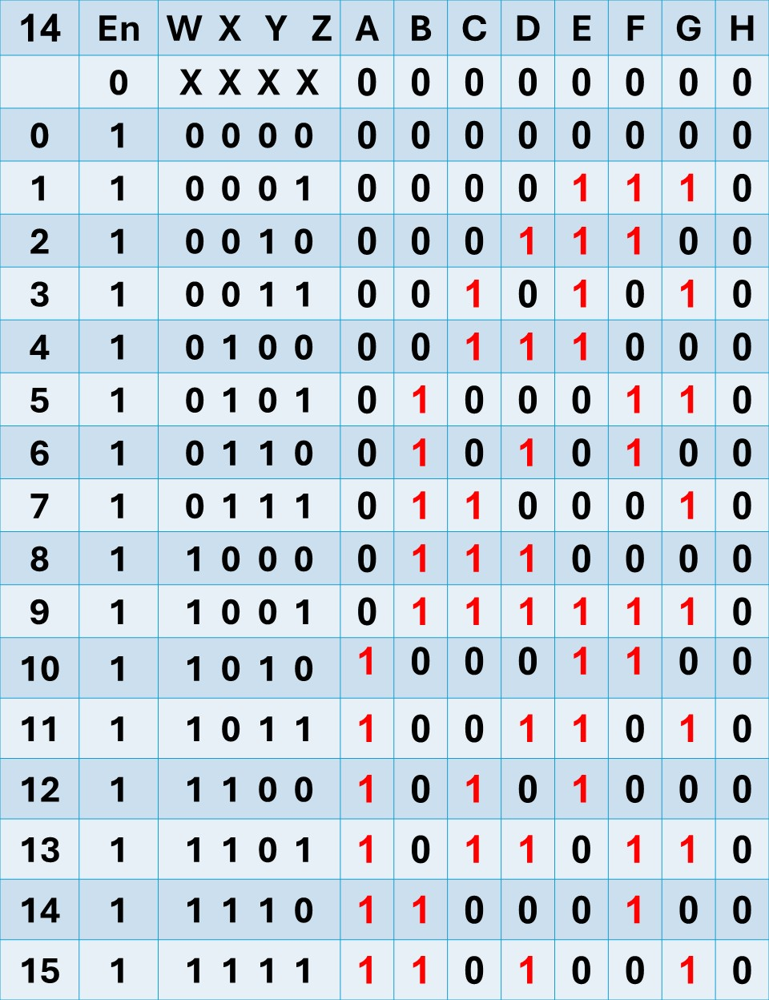 14 En W X Y Z A B C D E F G H
0 X X X X 0 0 0 0 0 0 0 0
0 1 0 0 0 0 0 0 0 0 0 0 0 0
1 1 0 0 0 1 0 0 0 0 1 1 1 0
2 1 0 0 1 0 0 0 0 1 1 1 0 0
3 1 0 0 1 1 0 0 1 0 1 0 1 0
4 1 0 1 0 0 0 0 1 1 1 0 0 0
5 1 0 1 0 1 0 1 0 0 0 1 1 0
6 1 0 1 1 0 0 1 0 1 0 1 0 0
7 1 0 1 1 1 0 1 1 0 0 0 1 0
8 1 1 0 0 0 0 1 1 1 0 0 0 0
9 1 1 0 0 1 0 1 1 1 1 1 1 0
10 1 1 0 1 0 1 0 0 0 1 1 0 0
11 1 1 0 1 1 1 0 0 1 1 0 1 0
12 1 1 1 0 0 1 0 1 0 1 0 0 0
13 1 1 1 0 1 1 0 1 1 0 1 1 0
14 1 1 1 1 0 1 1 0 0 0 1 0 0
15 1 1 1 1 1 1 1 0 1 0 0 1 0